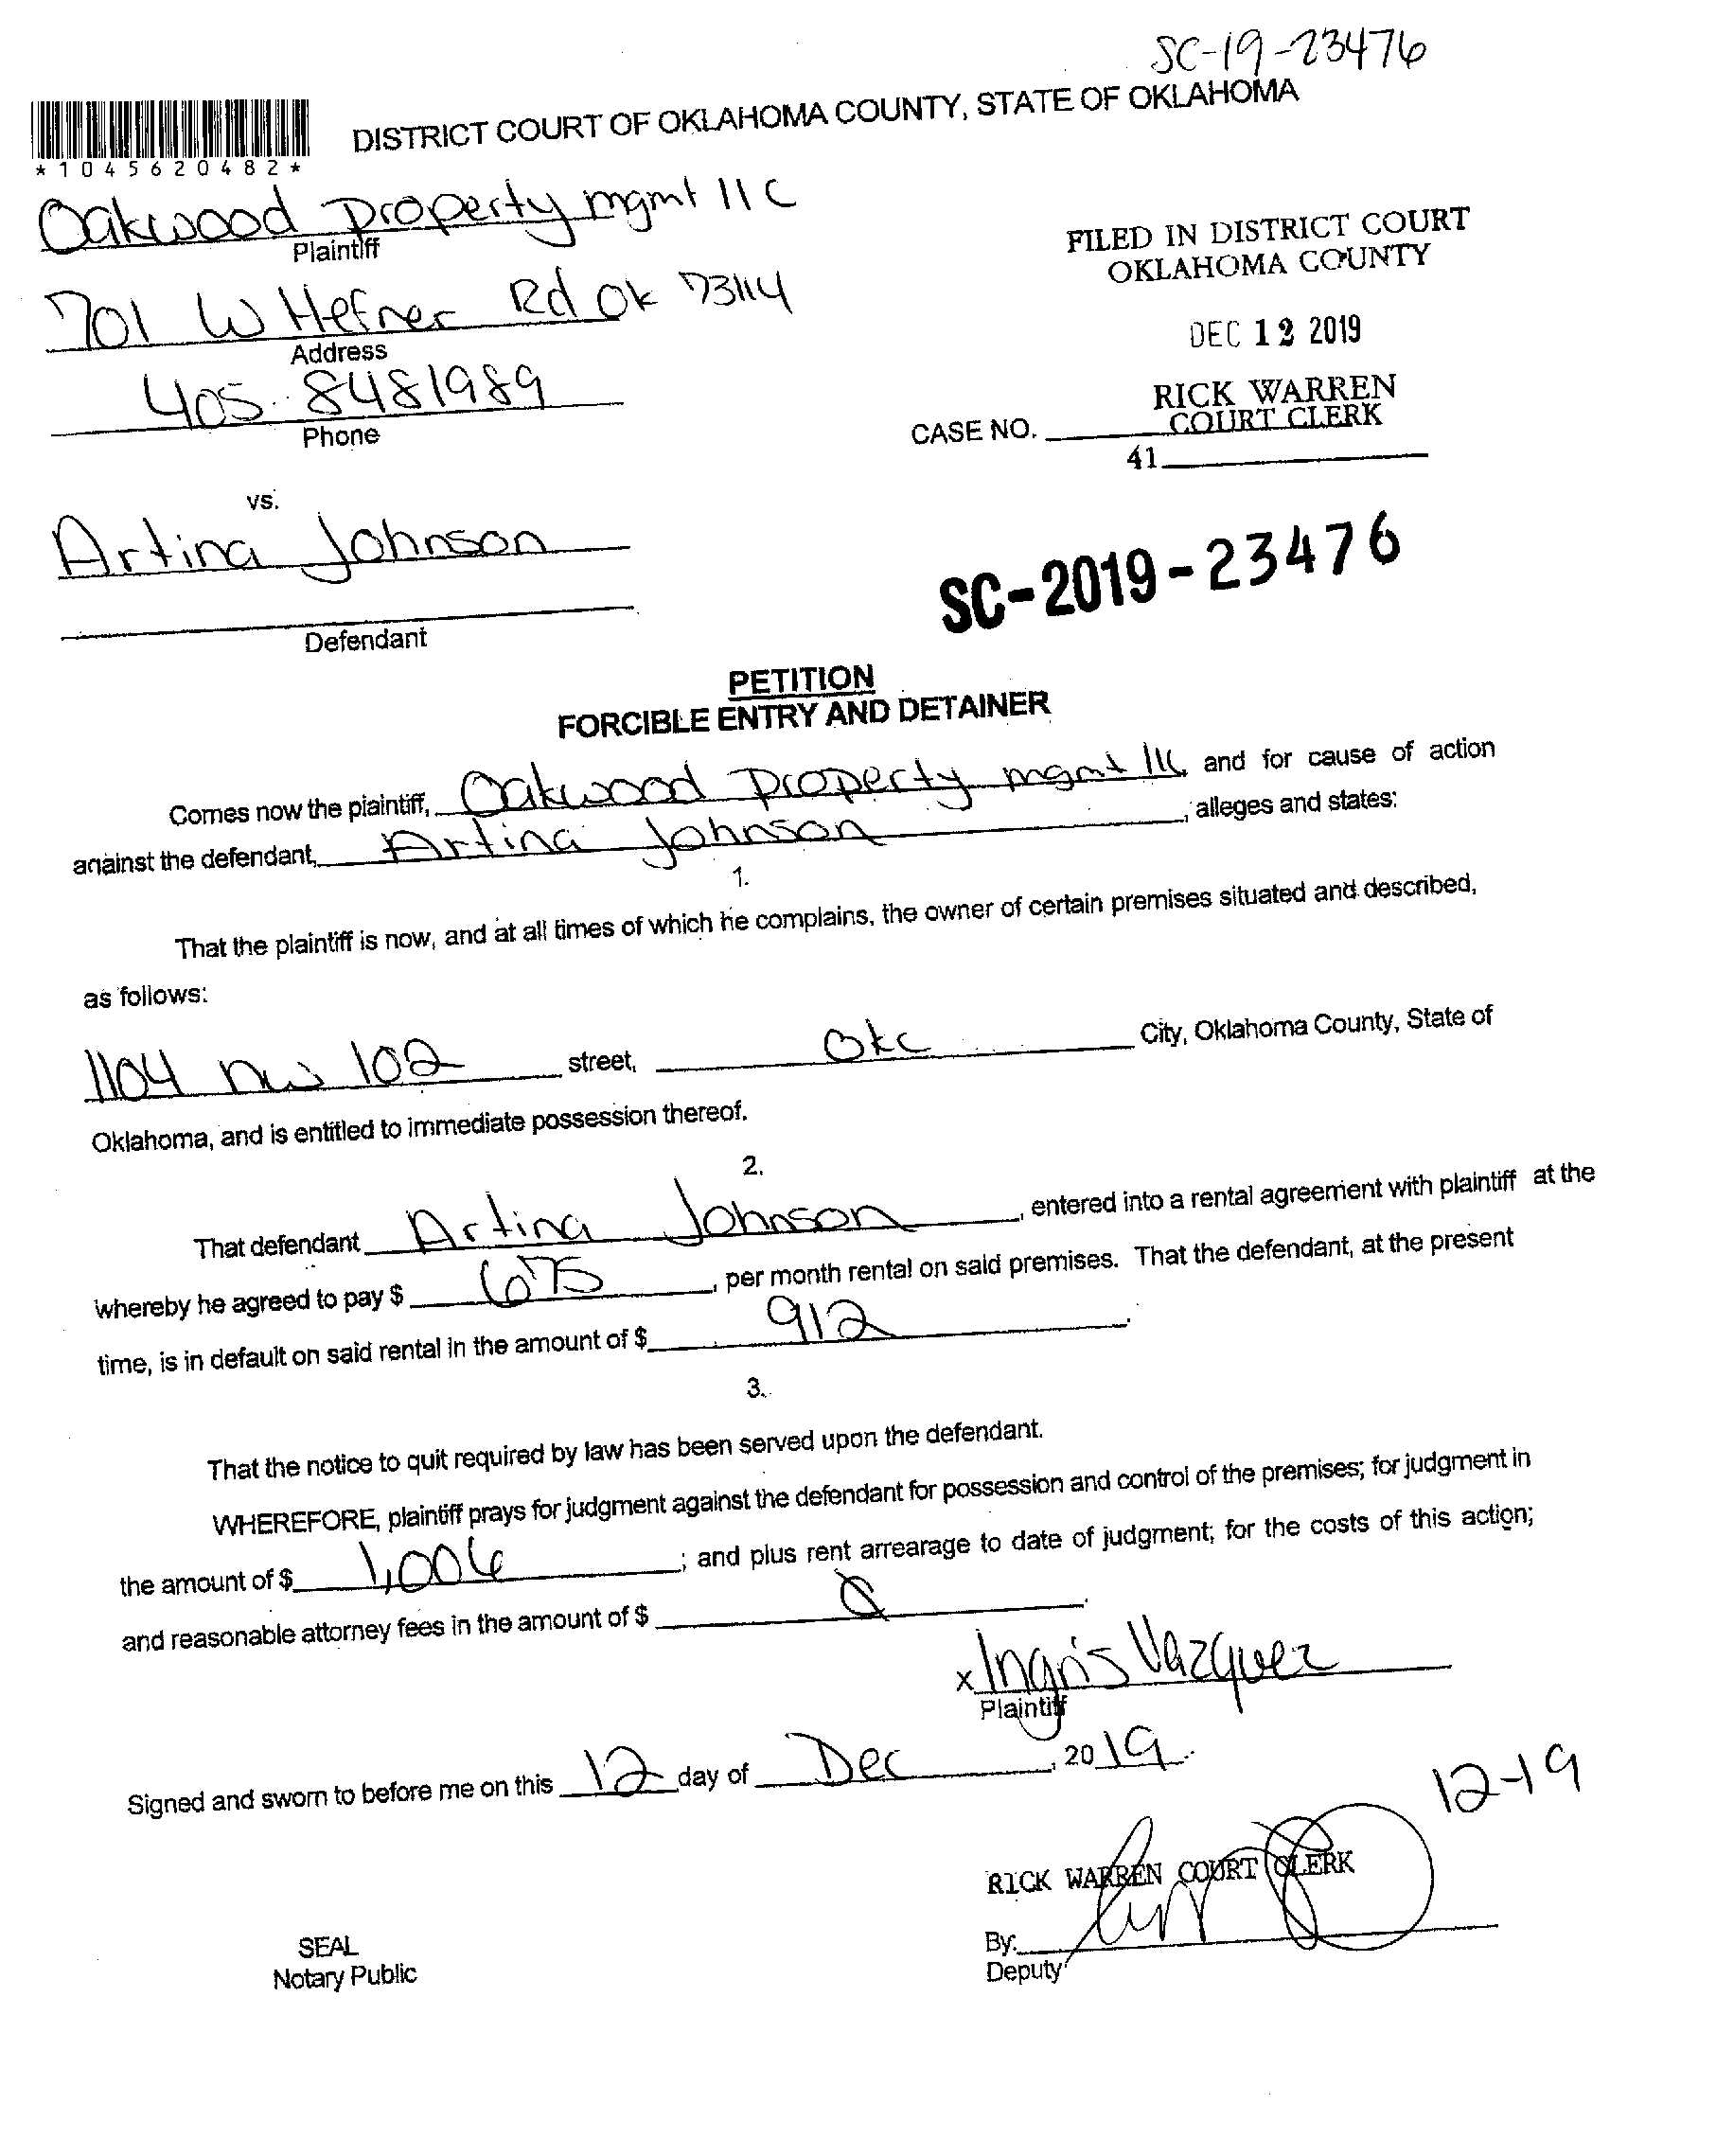 SC-19-23476
DISTRICT COURT OF OKLAHOMA COUNTY, STATE OF OKLAHOMA
*1045620482*
Oakwood Property mgmt llc
Plaintiff
FILED IN DISTRICT COURT
OKLAHOMA COUNTY
701 W Hefner Rd Ok 73114
Address
DEC 12 2019
405 8481989
Phone
RICK WARREN
COURT CLERK
CASE NO.
41
vs.
Artina Johnson
Defendant
SC-2019-23476
PETITION
FORCIBLE ENTRY AND DETAINER
Comes now the plaintiff, Oakwood Property mgmt llc and for cause of action
against the defendant, Artina Johnson, alleges and states:
1.
That the plaintiff is now, and at all times of which he complains, the owner of certain premises situated and described,
as follows:
1104 nw 102 street, Okc City, Oklahoma County, State of
Oklahoma, and is entitled to immediate possession thereof.
2.
That defendant Artina Johnson, entered into a rental agreement with plaintiff at the
whereby he agreed to pay $ 675, per month rental on said premises. That the defendant, at the present
time, is in default on said rental in the amount of $ 912.
3.
That the notice to quit required by law has been served upon the defendant.
WHEREFORE, plaintiff prays for judgment against the defendant for possession and control of the premises; for judgment in
the amount of $ 1,006; and plus rent arrearage to date of judgment; for the costs of this action;
and reasonable attorney fees in the amount of $ 0.
x Ingris Vazquez
Plaintiff
Signed and sworn to before me on this 12 day of Dec, 2019.
12-19
RICK WARREN COURT CLERK
By:
Deputy
SEAL
Notary Public